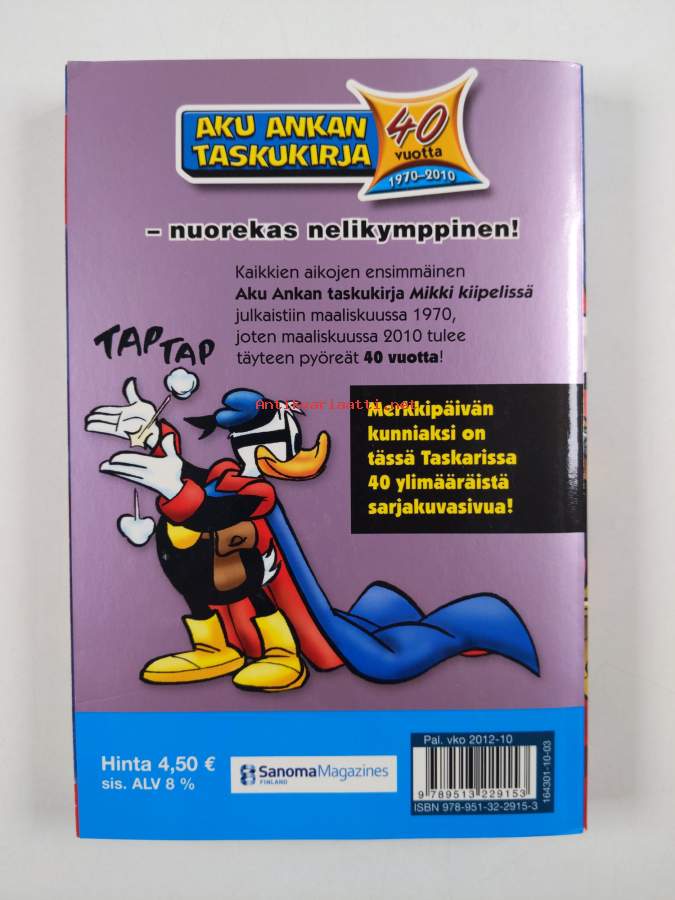 AKU ANKAN
TASKUKIRJA
40
vuotta
1970–2010
– nuorekas nelikymppinen!
Kaikkien aikojen ensimmäinen
Aku Ankan taskukirja Mikki kiipelissä
julkaistiin maaliskuussa 1970,
joten maaliskuussa 2010 tulee
täyteen pyöreät 40 vuotta!
TAP TAP
Antikvariaatti.net
Merkkipäivän
kunniaksi on
tässä Taskarissa
40 ylimääräistä
sarjakuvasivua!
Hinta 4,50 €
sis. ALV 8 %
SanomaMagazines
FINLAND
Pal. vko 2012-10
9 789513 229153
ISBN 978-951-32-2915-3
164301-10-03